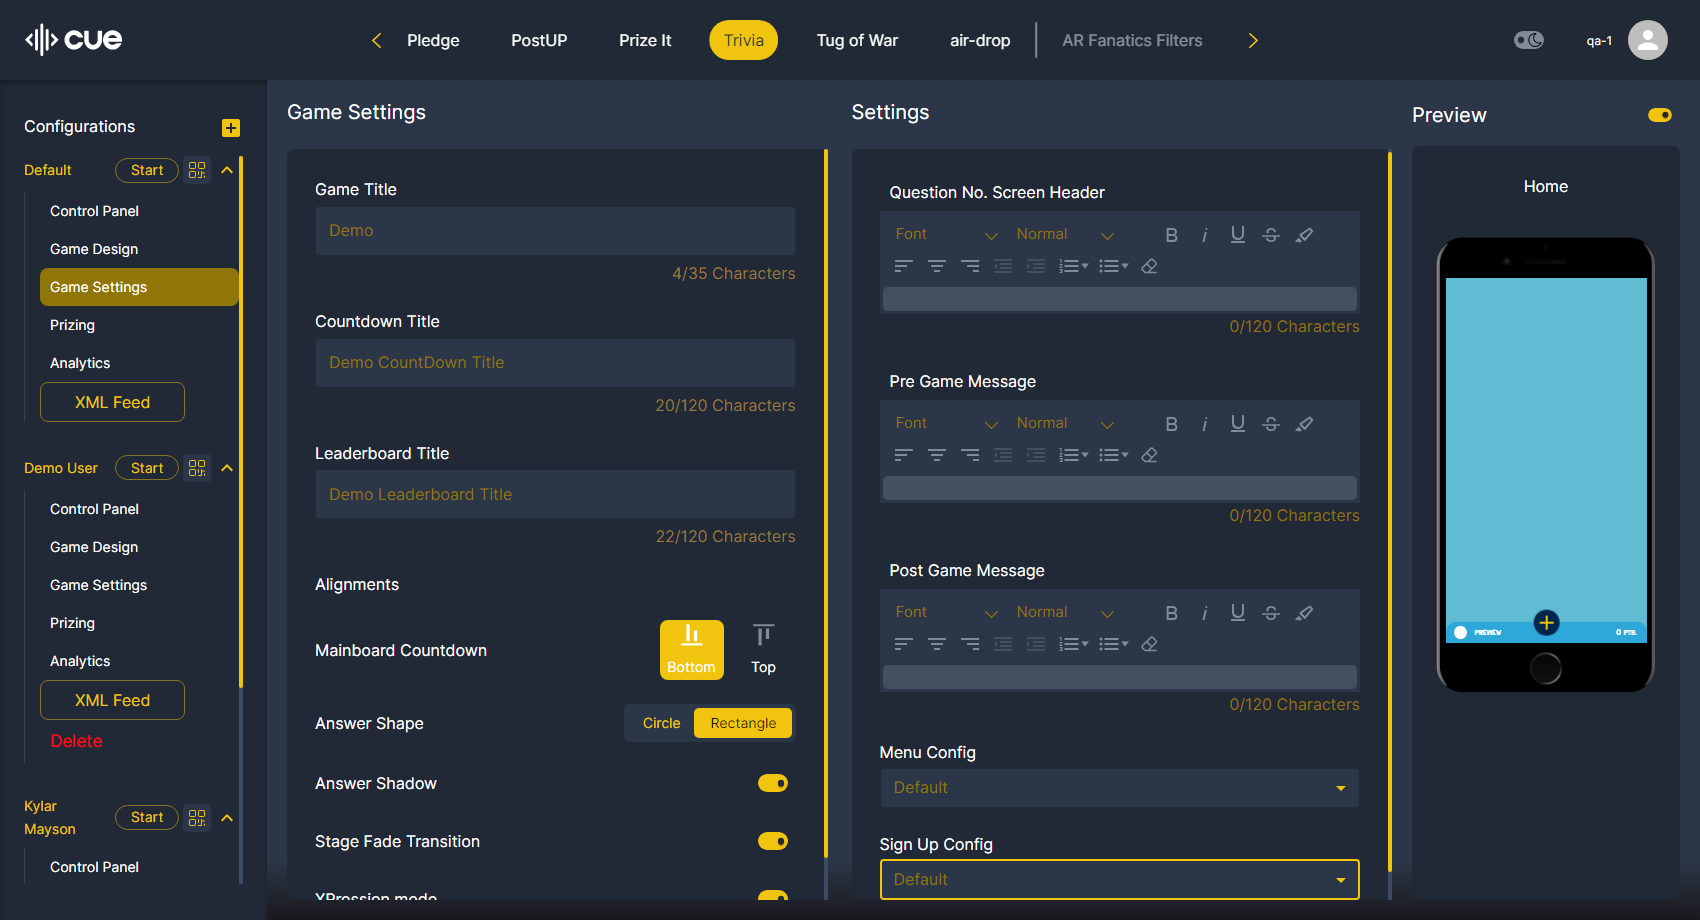 cue
Pledge
PostUP
Prize It
Trivia
Tug of War
air-drop
AR Fanatics Filters
qa-1
Configurations
Default
Start
Control Panel
Game Design
Game Settings
Prizing
Analytics
XML Feed
Demo User
Start
Control Panel
Game Design
Game Settings
Prizing
Analytics
XML Feed
Delete
Kylar
Mayson
Start
Control Panel
Game Settings
Game Title
Demo
4/35 Characters
Countdown Title
Demo CountDown Title
20/120 Characters
Leaderboard Title
Demo Leaderboard Title
22/120 Characters
Alignments
Mainboard Countdown
Bottom
Top
Answer Shape
Circle
Rectangle
Answer Shadow
Stage Fade Transition
XPression mode
Settings
Question No. Screen Header
Font
Normal
0/120 Characters
Pre Game Message
Font
Normal
0/120 Characters
Post Game Message
Font
Normal
0/120 Characters
Menu Config
Default
Sign Up Config
Default
Preview
Home
PREVIEW
0 PTS.